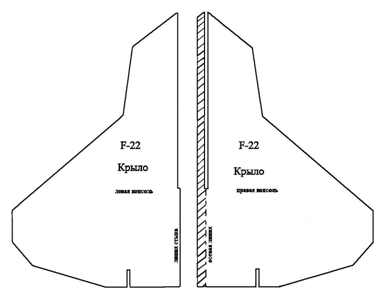 F-22
Крыло
левая консоль
линия стыка
F-22
Крыло
правая консоль
осевая линия